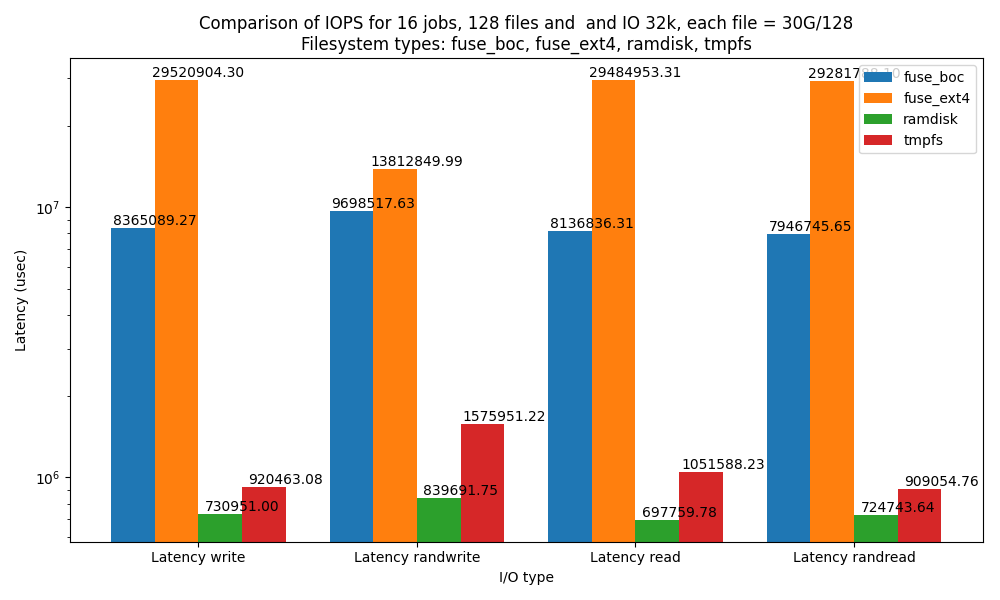 Comparison of IOPS for 16 jobs, 128 files and  and IO 32k, each file = 30G/128
Filesystem types: fuse_boc, fuse_ext4, ramdisk, tmpfs
Latency (usec)
10^7
10^6
8365089.27
29520904.30
730951.00
920463.08
9698517.63
13812849.99
839691.75
1575951.22
8136836.31
29484953.31
697759.78
1051588.23
7946745.65
724743.64
909054.76
fuse_boc
fuse_ext4
ramdisk
tmpfs
Latency write
Latency randwrite
Latency read
Latency randread
I/O type